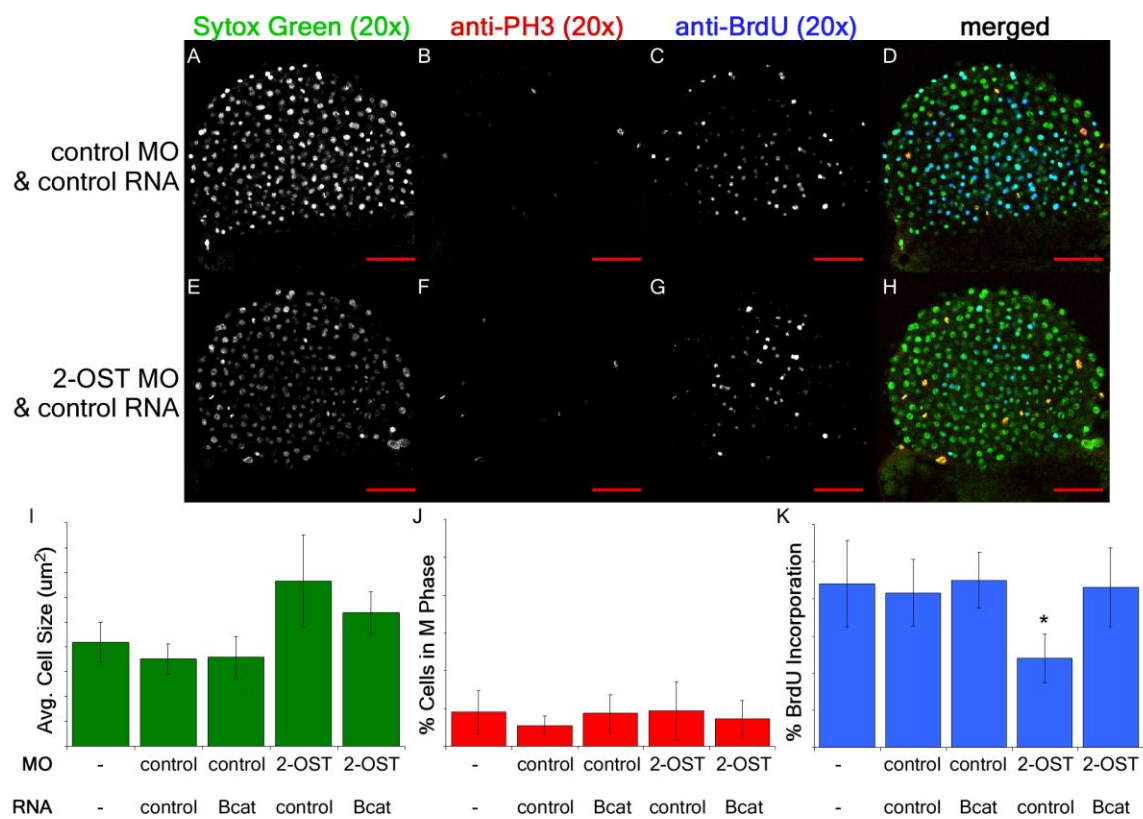 Sytox Green (20x) anti-PH3 (20x) anti-BrdU (20x) merged
A B C D
control MO
& control RNA
E F G H
2-OST MO
& control RNA
I J K
Avg. Cell Size (um²)
% Cells in M Phase
% BrdU Incorporation
*
MO - control control 2-OST 2-OST - control control 2-OST 2-OST - control control 2-OST 2-OST
RNA - control Bcat control Bcat - control Bcat control Bcat - control Bcat control Bcat